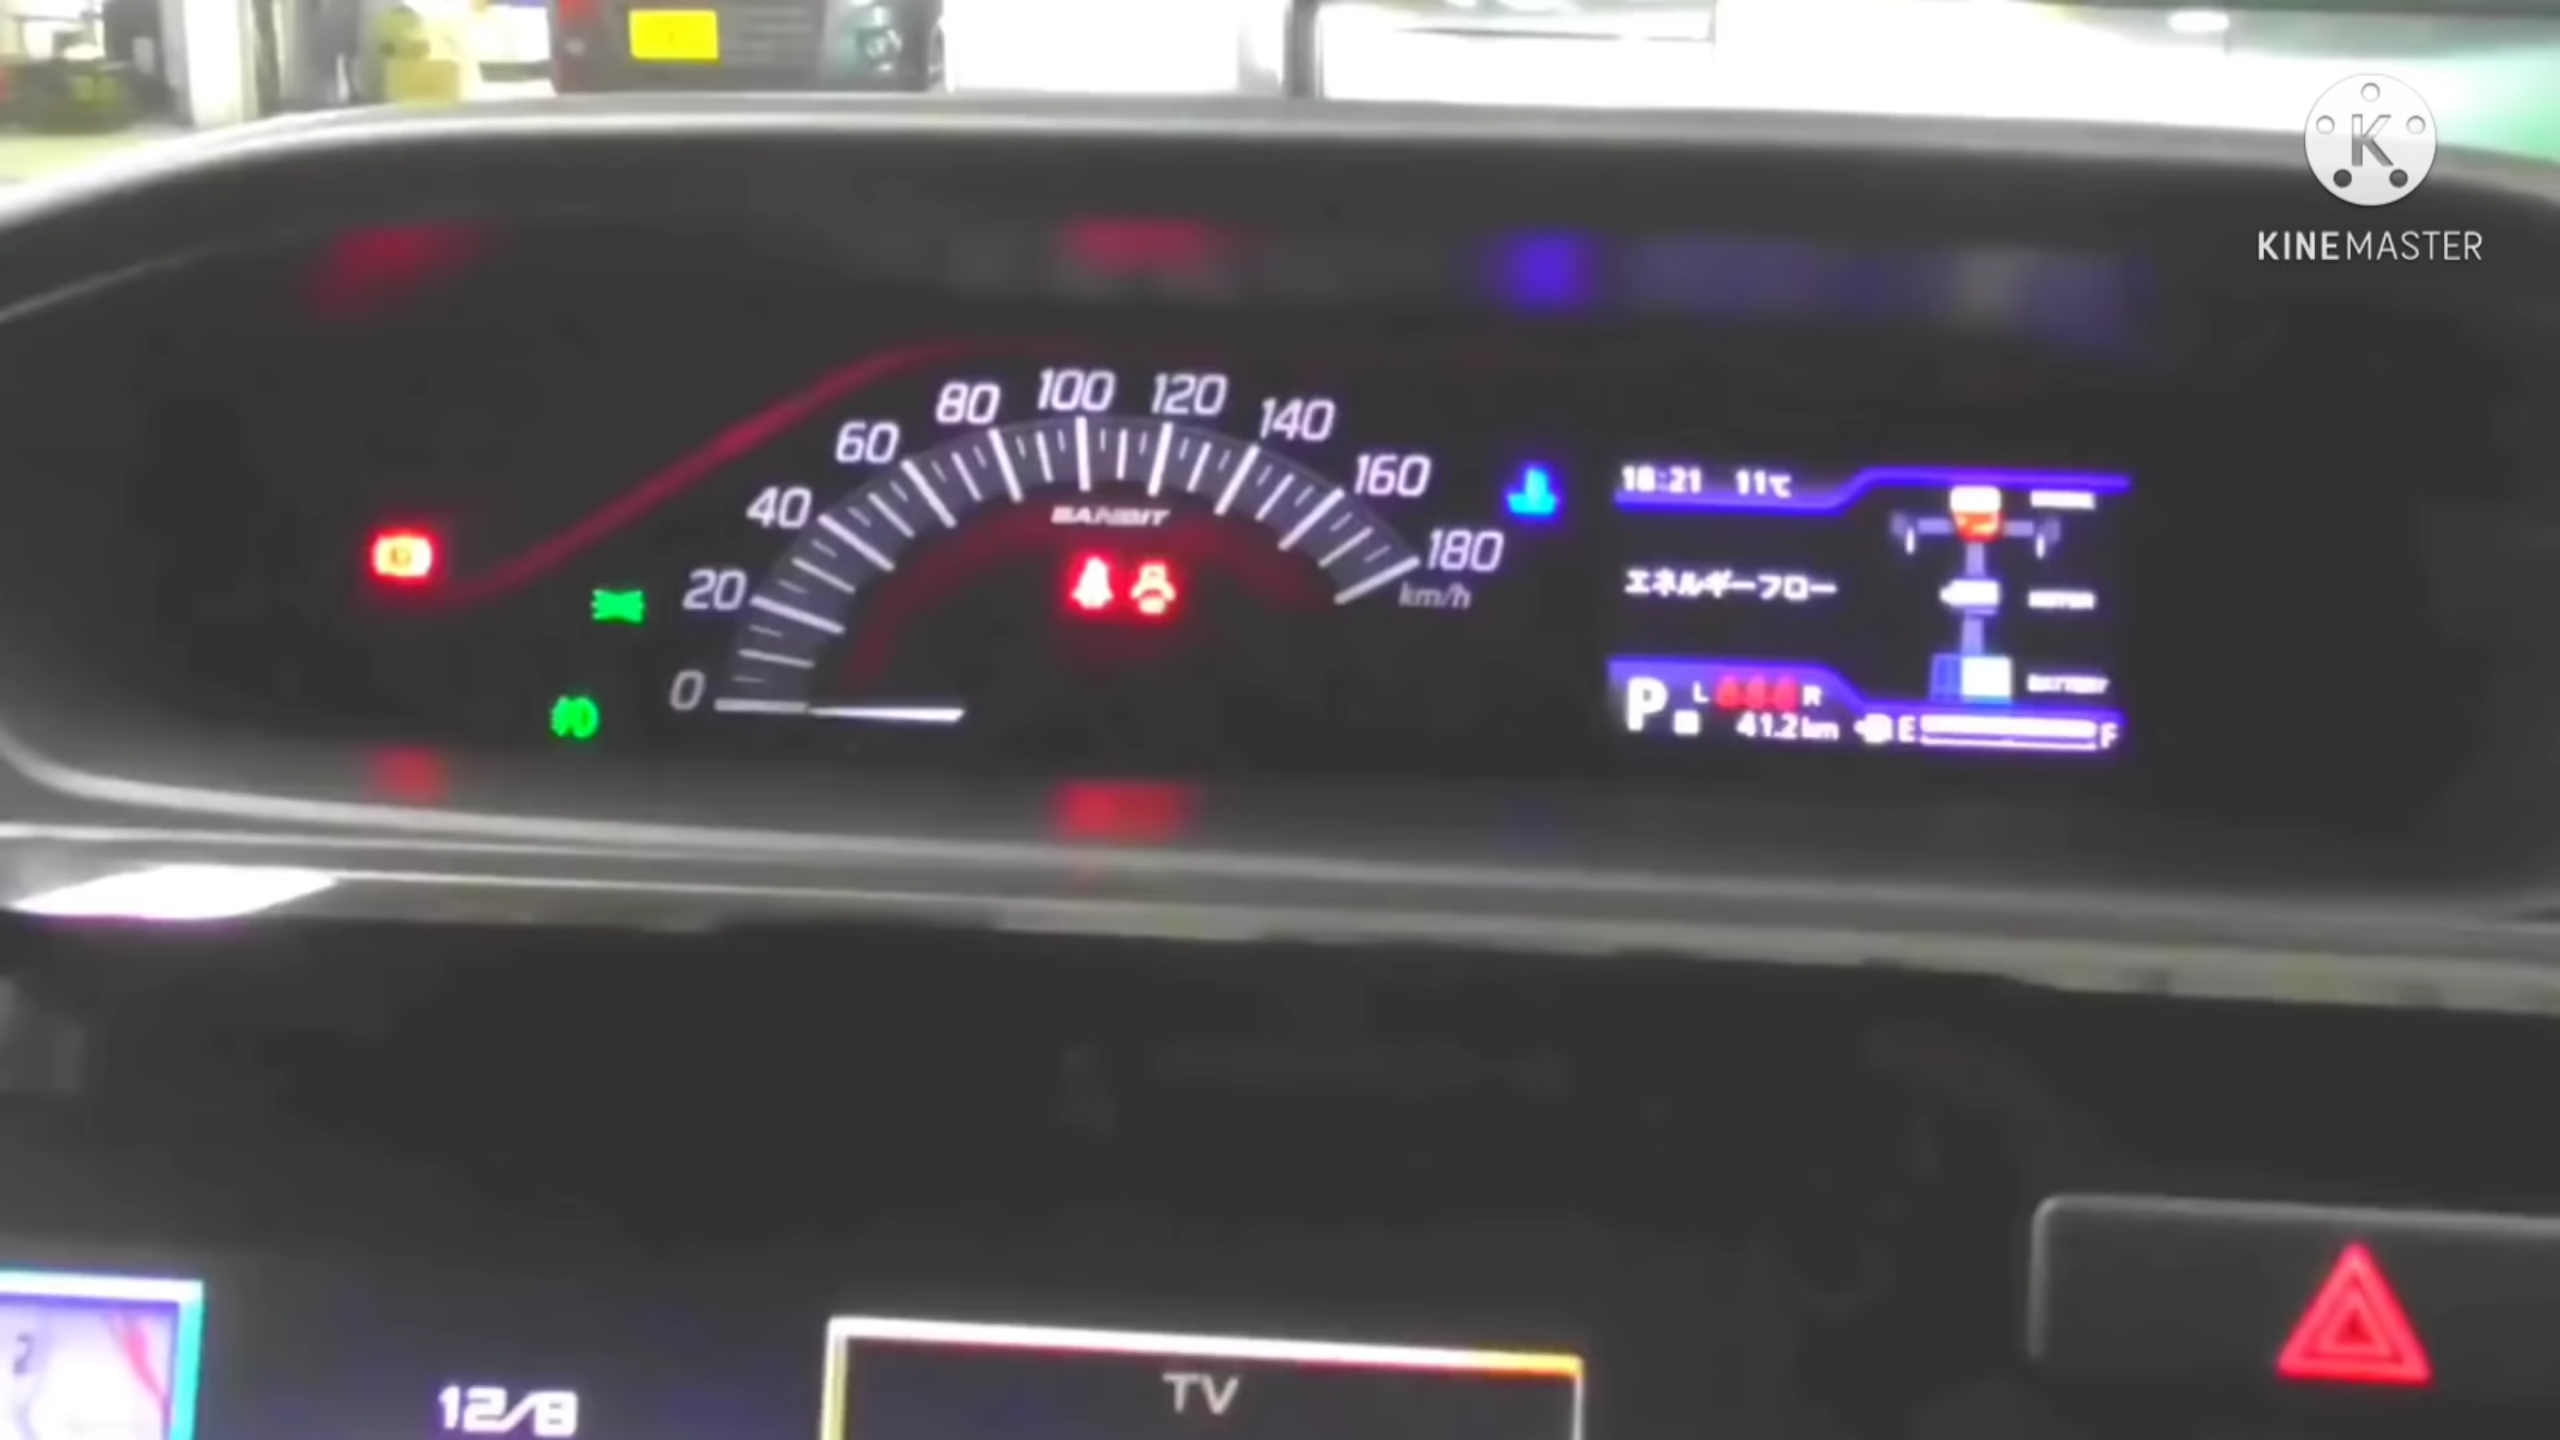 K
KINEMASTER
0
20
40
60
80
100
120
140
160
180
km/h
BANDIT
18:21 11℃
エネルギーフロー
BATTERY
P
L R
41.2km E F
12/8
TV